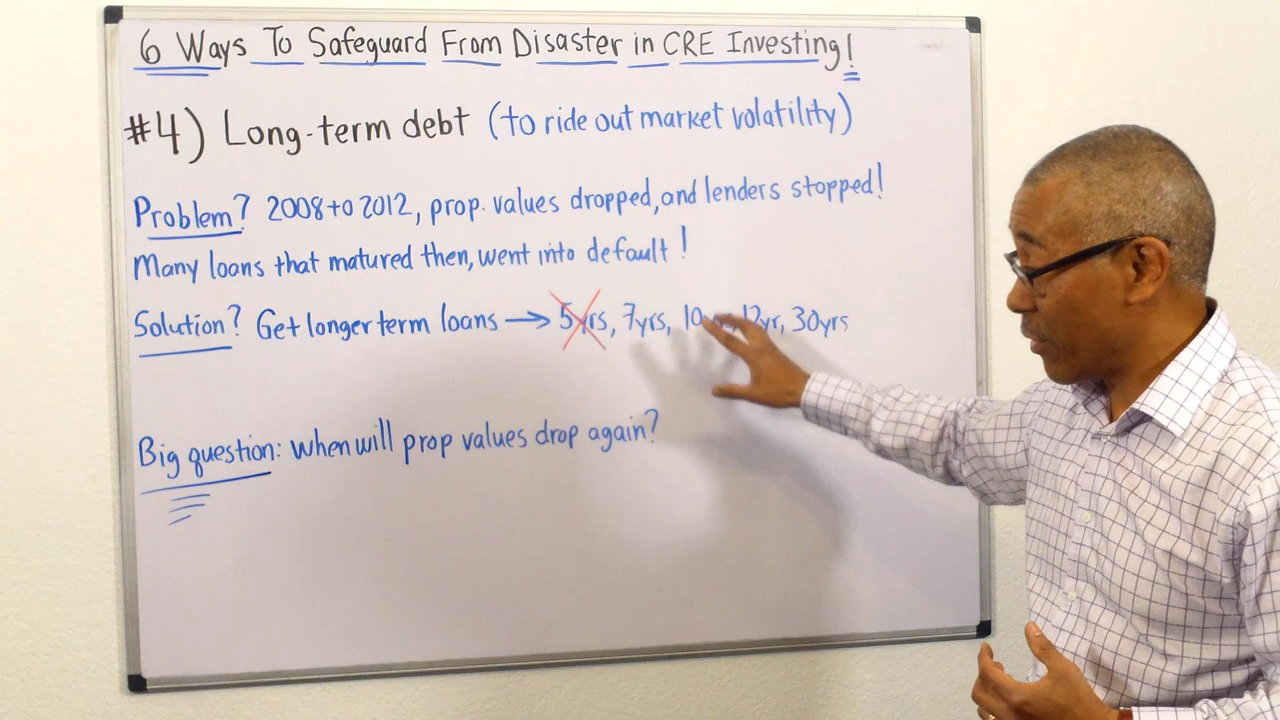 6 Ways To Safeguard From Disaster in CRE Investing!
#4) Long-term debt (to ride out market volatility)
Problem? 2008 to 2012, prop. values dropped, and lenders stopped!
Many loans that matured then, went into default!
Solution? Get longer term loans → 5yrs, 7yrs, 10 12yr, 30yrs
Big question: when will prop values drop again?